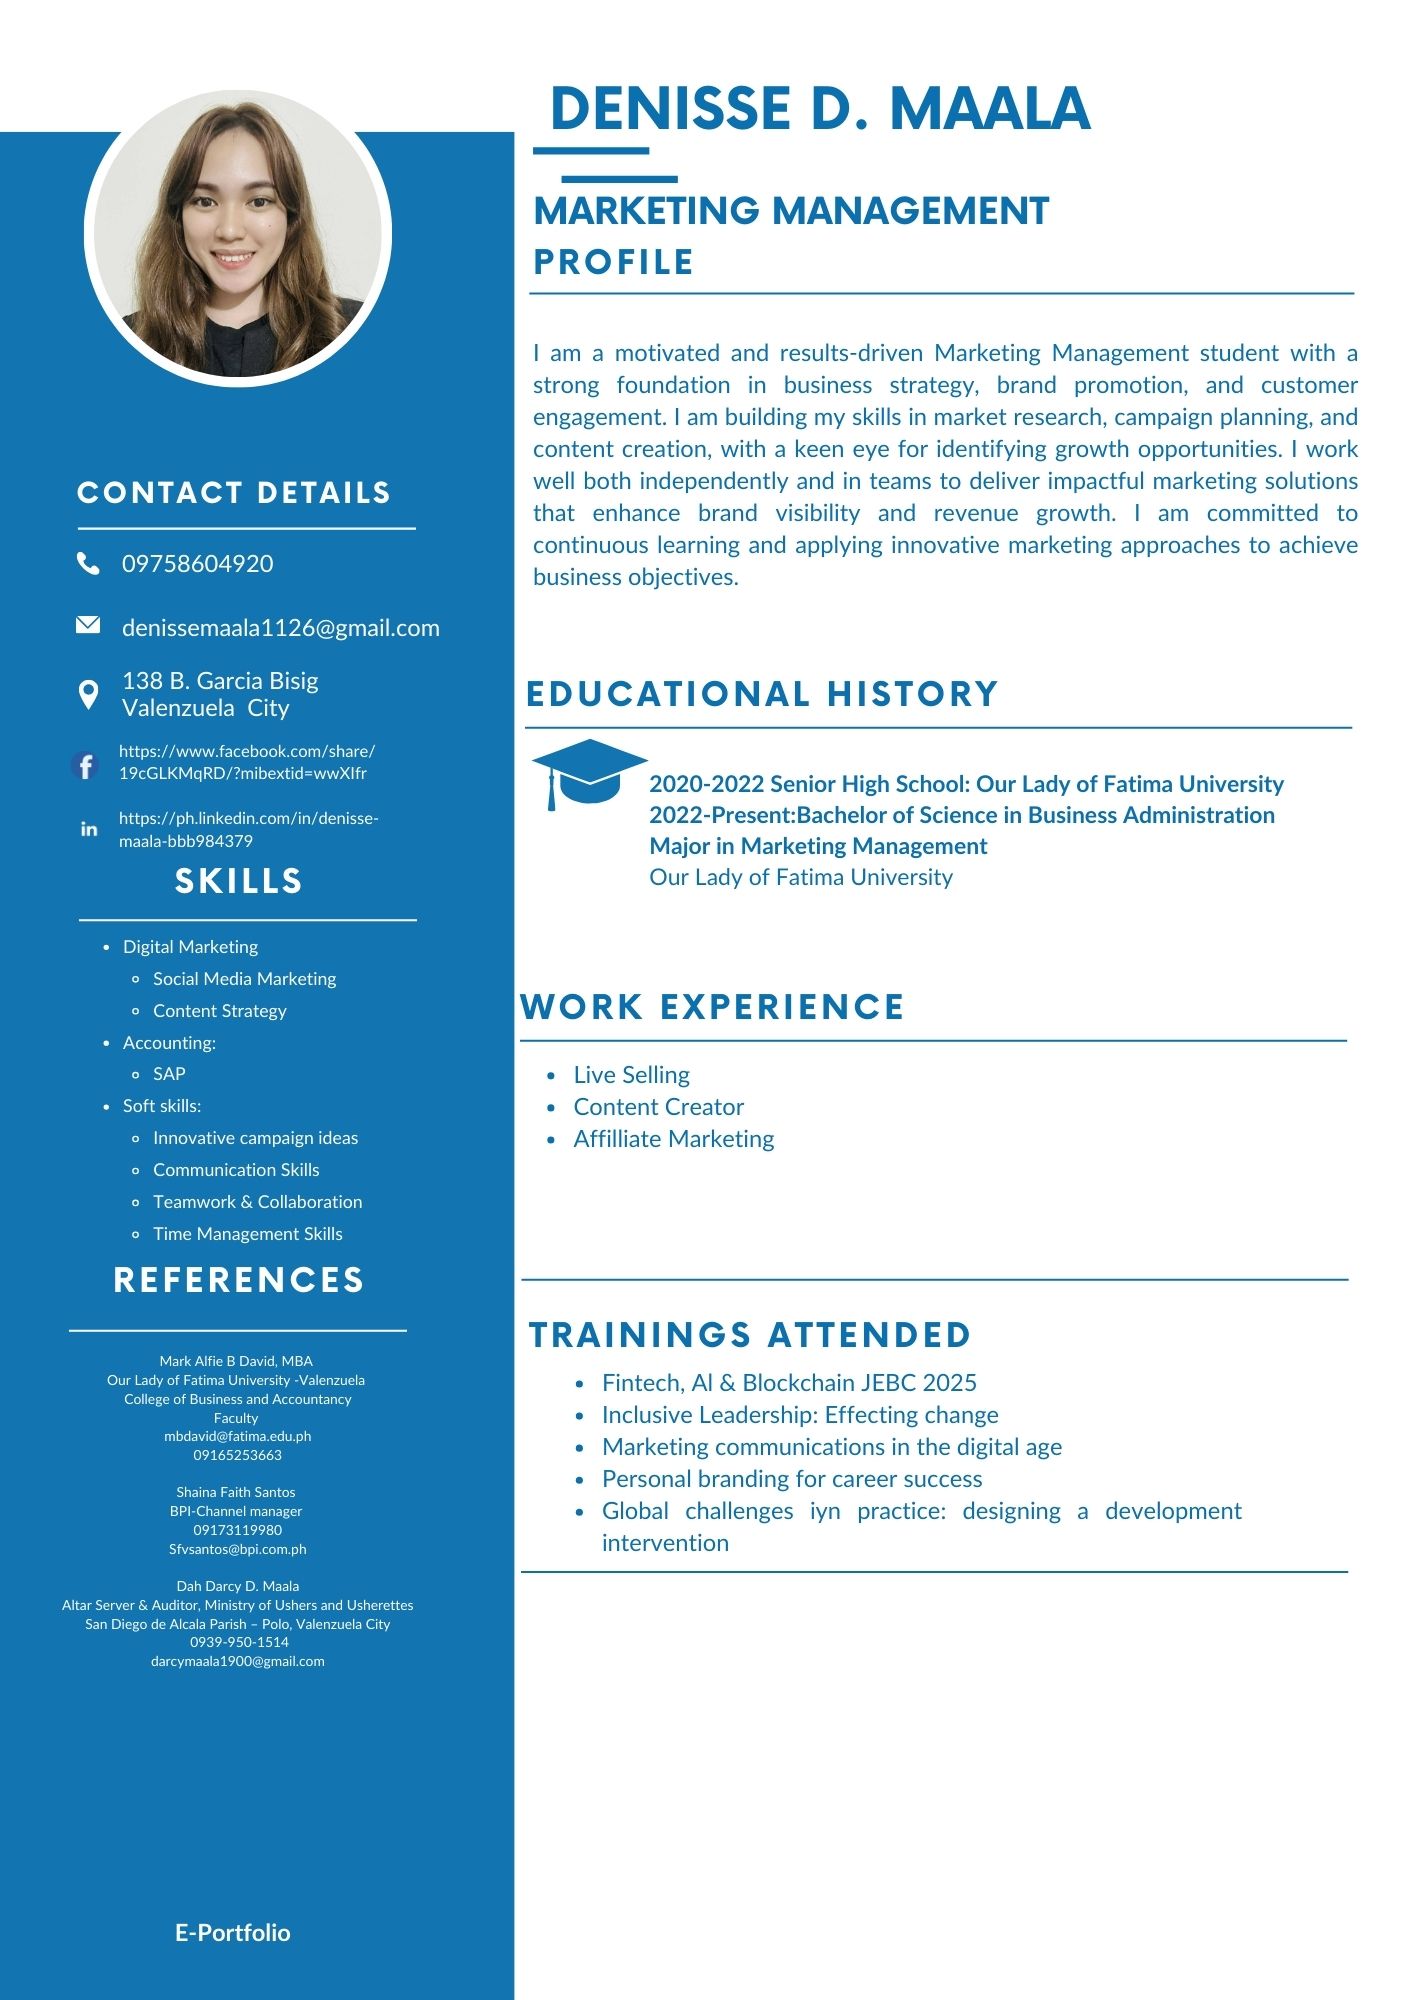 DENISSE D. MAALA
MARKETING MANAGEMENT
PROFILE
I am a motivated and results-driven Marketing Management student with a
strong foundation in business strategy, brand promotion, and customer
engagement. I am building my skills in market research, campaign planning, and
content creation, with a keen eye for identifying growth opportunities. I work
well both independently and in teams to deliver impactful marketing solutions
that enhance brand visibility and revenue growth. I am committed to
continuous learning and applying innovative marketing approaches to achieve
business objectives.
CONTACT DETAILS
09758604920
denissemaala1126@gmail.com
138 B. Garcia Bisig
Valenzuela City
https://www.facebook.com/share/
19cGLKMqRD/?mibextid=wwXIfr
https://ph.linkedin.com/in/denisse-
maala-bbb984379
SKILLS
Digital Marketing
Social Media Marketing
Content Strategy
Accounting:
SAP
Soft skills:
Innovative campaign ideas
Communication Skills
Teamwork & Collaboration
Time Management Skills
REFERENCES
Mark Alfie B David, MBA
Our Lady of Fatima University -Valenzuela
College of Business and Accountancy
Faculty
mbdavid@fatima.edu.ph
09165253663
Shaina Faith Santos
BPI-Channel manager
09173119980
Sfvsantos@bpi.com.ph
Dah Darcy D. Maala
Altar Server & Auditor, Ministry of Ushers and Usherettes
San Diego de Alcala Parish – Polo, Valenzuela City
0939-950-1514
darcymaala1900@gmail.com
E-Portfolio
EDUCATIONAL HISTORY
2020-2022 Senior High School: Our Lady of Fatima University
2022-Present:Bachelor of Science in Business Administration
Major in Marketing Management
Our Lady of Fatima University
WORK EXPERIENCE
Live Selling
Content Creator
Affilliate Marketing
TRAININGS ATTENDED
Fintech, Al & Blockchain JEBC 2025
Inclusive Leadership: Effecting change
Marketing communications in the digital age
Personal branding for career success
Global challenges iyn practice: designing a development
intervention